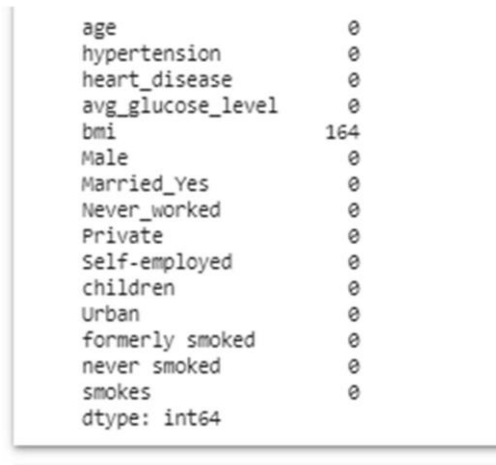 age 0
hypertension 0
heart_disease 0
avg_glucose_level 0
bmi 164
Male 0
Married_Yes 0
Never_worked 0
Private 0
Self-employed 0
children 0
Urban 0
formerly smoked 0
never smoked 0
smokes 0
dtype: int64